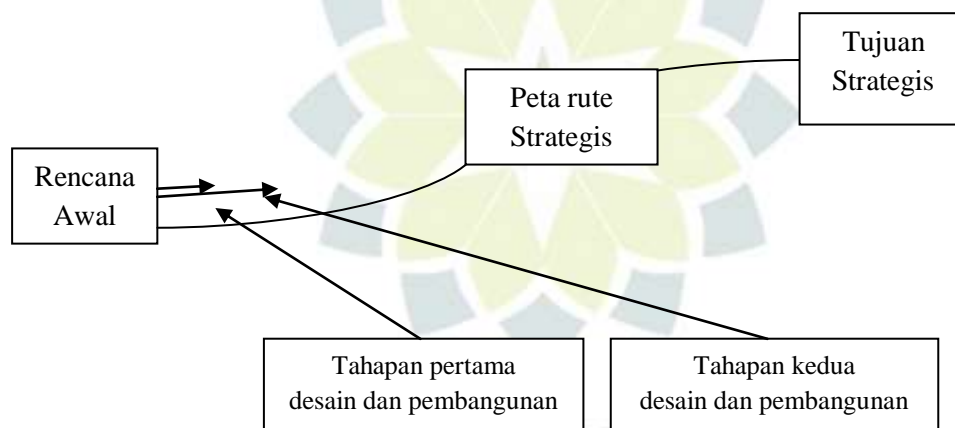 Tujuan
Strategis
Peta rute
Strategis
Rencana
Awal
Tahapan pertama
desain dan pembangunan
Tahapan kedua
desain dan pembangunan